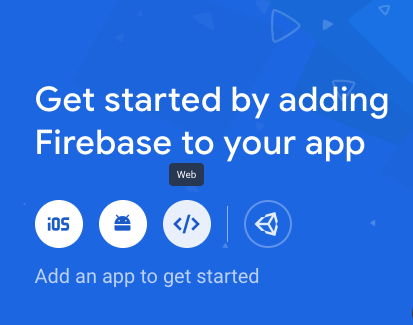 Get started by adding
Firebase to your app
Web
iOS
</>
Add an app to get started